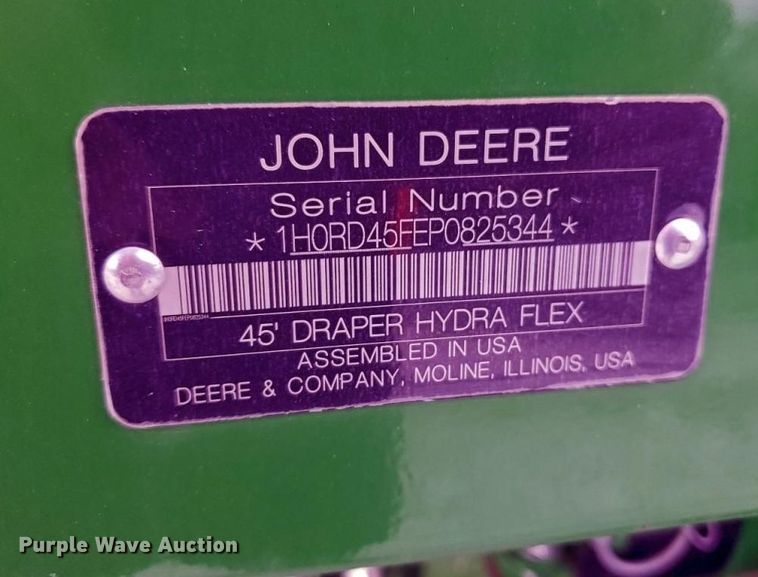 JOHN DEERE
Serial Number
* 1H0RD45FEP0825344 *
1H0RD45FEP0825344
45' DRAPER HYDRA FLEX
ASSEMBLED IN USA
DEERE & COMPANY, MOLINE, ILLINOIS, USA
Purple Wave Auction